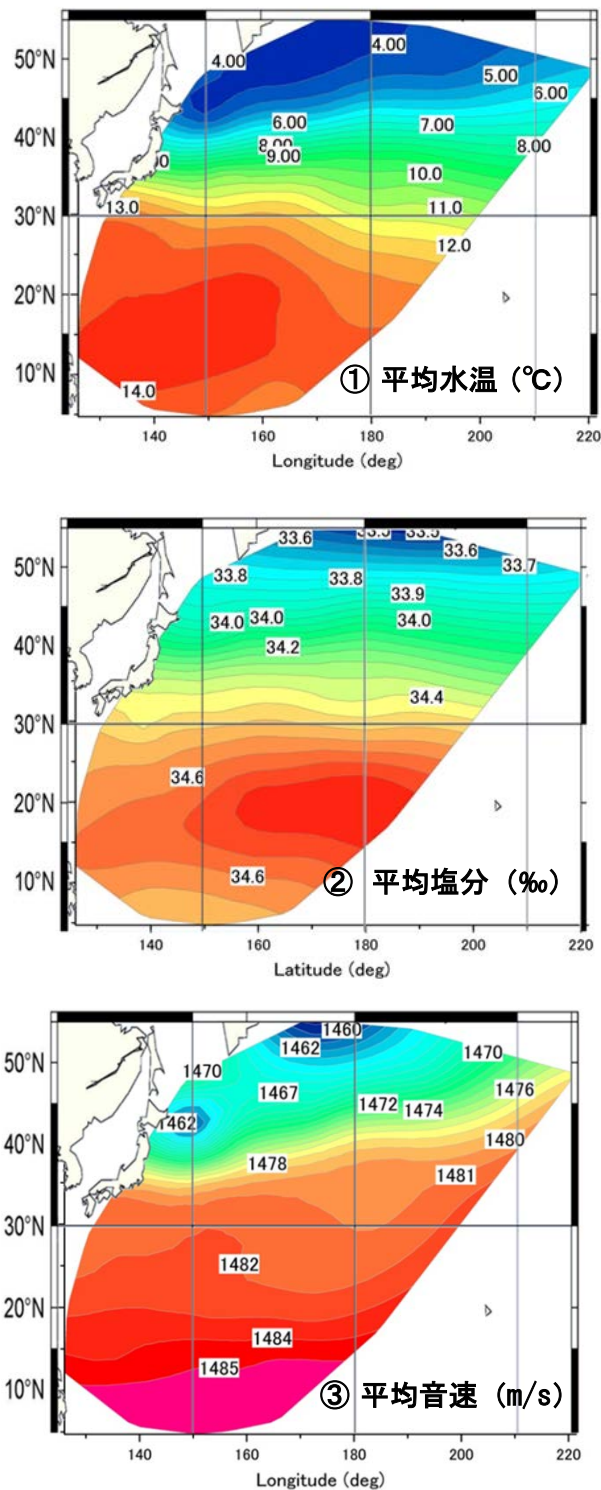 50°N
40°N
30°N
20°N
10°N
4.00
4.00
5.00
6.00
6.00
7.00
8.00
9.00
8.00
10.0
13.0
11.0
12.0
14.0
① 平均水温（℃）
140 160 180 200 220
Longitude (deg)
50°N
40°N
30°N
20°N
10°N
33.6
33.5
33.5
33.6
33.7
33.8
33.8
33.9
34.0
34.0
34.0
34.2
34.4
34.6
34.6
② 平均塩分（‰）
140 160 180 200 220
Latitude (deg)
50°N
40°N
30°N
20°N
10°N
1460
1462
1470
1470
1467
1476
1472
1474
1462
1480
1478
1481
1482
1484
1485
③ 平均音速（m/s）
140 160 180 200 220
Longitude (deg)